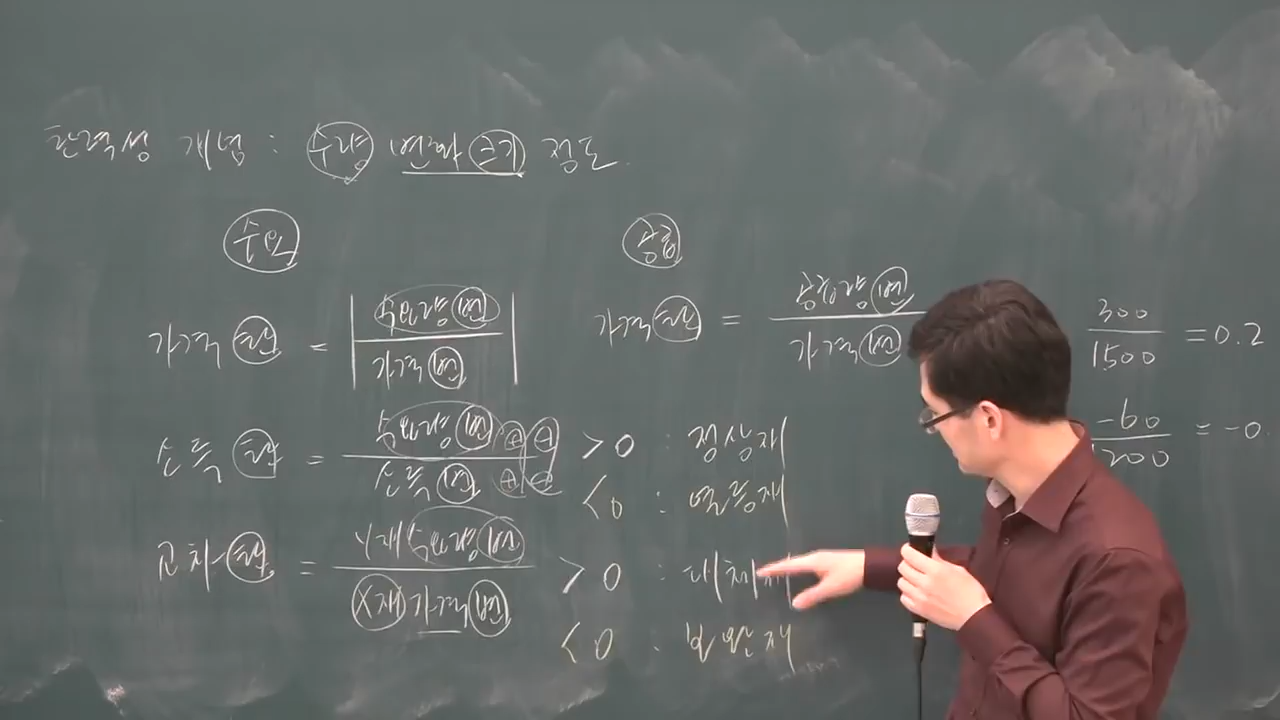 탄력성 개념 : 수량 변화 크기 정도.
수요
공급
가격탄 = | 수요량변 / 가격변 |
가격탄 = 공급량변 / 가격변
300 / 1500 = 0.2
소득탄 = 수요량변 ⊕ ⊖ / 소득변 ⊕ ⊕ > 0 : 정상재
< 0 : 열등재
-60 / 200 = -0.
교차탄 = Y재수요량변 / X재가격변 > 0 : 대체재
< 0 : 보완재